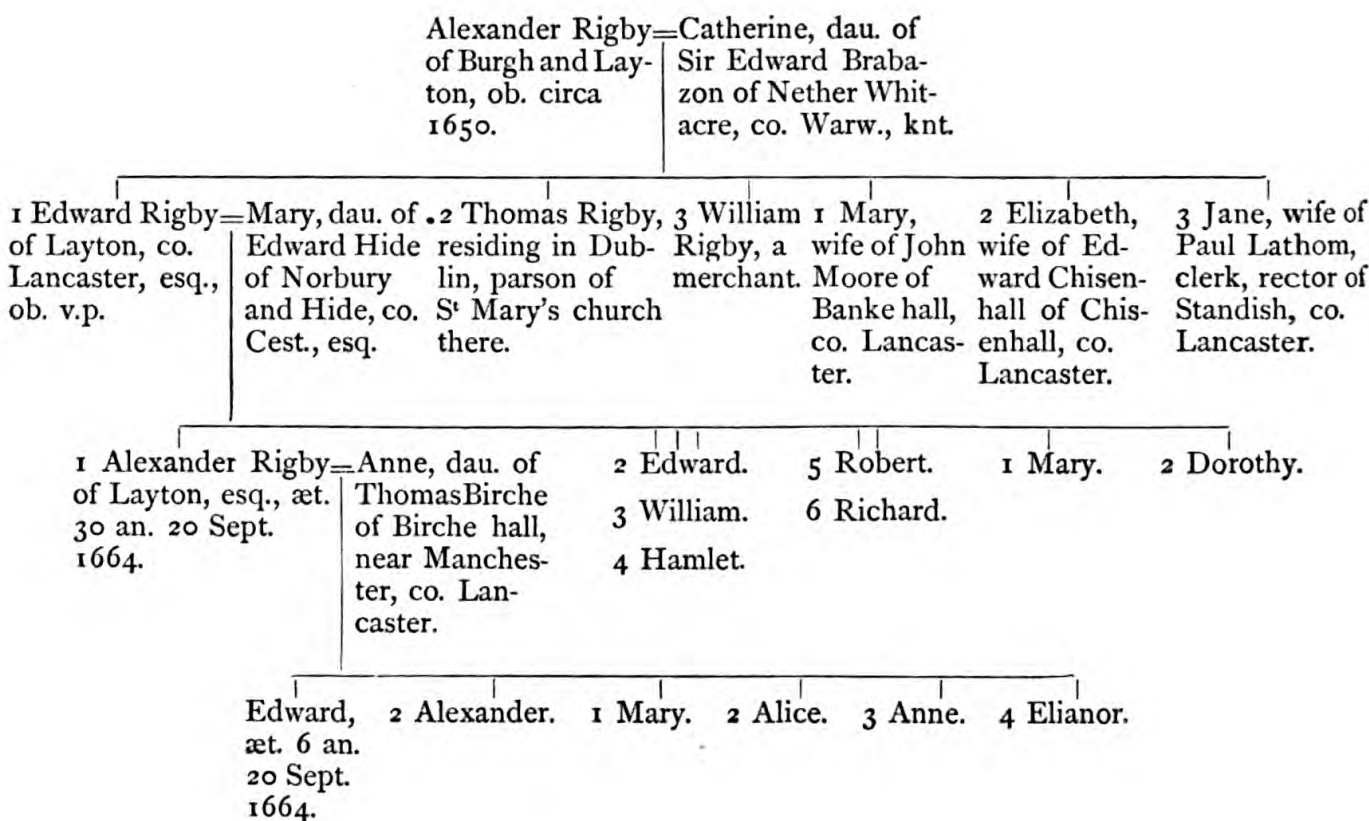 Alexander Rigby=Catherine, dau. of
of Burgh and Lay- Sir Edward Braba-
ton, ob. circa zon of Nether Whit-
1650. acre, co. Warw., knt.
1 Edward Rigby=Mary, dau. of
of Layton, co. Edward Hide
Lancaster, esq., of Norbury
ob. v.p. and Hide, co.
Cest., esq.
.2 Thomas Rigby,
residing in Dub-
lin, parson of
St Mary's church
there.
3 William
Rigby, a
merchant.
1 Mary,
wife of John
Moore of
Banke hall,
co. Lancas-
ter.
2 Elizabeth,
wife of Ed-
ward Chisen-
hall of Chis-
enhall, co.
Lancaster.
3 Jane, wife of
Paul Lathom,
clerk, rector of
Standish, co.
Lancaster.
1 Alexander Rigby=Anne, dau. of
of Layton, esq., æt. ThomasBirche
30 an. 20 Sept. of Birche hall,
1664. near Manches-
ter, co. Lan-
caster.
2 Edward.
3 William.
4 Hamlet.
5 Robert.
6 Richard.
1 Mary.
2 Dorothy.
Edward,
æt. 6 an.
20 Sept.
1664.
2 Alexander.
1 Mary.
2 Alice.
3 Anne.
4 Elianor.